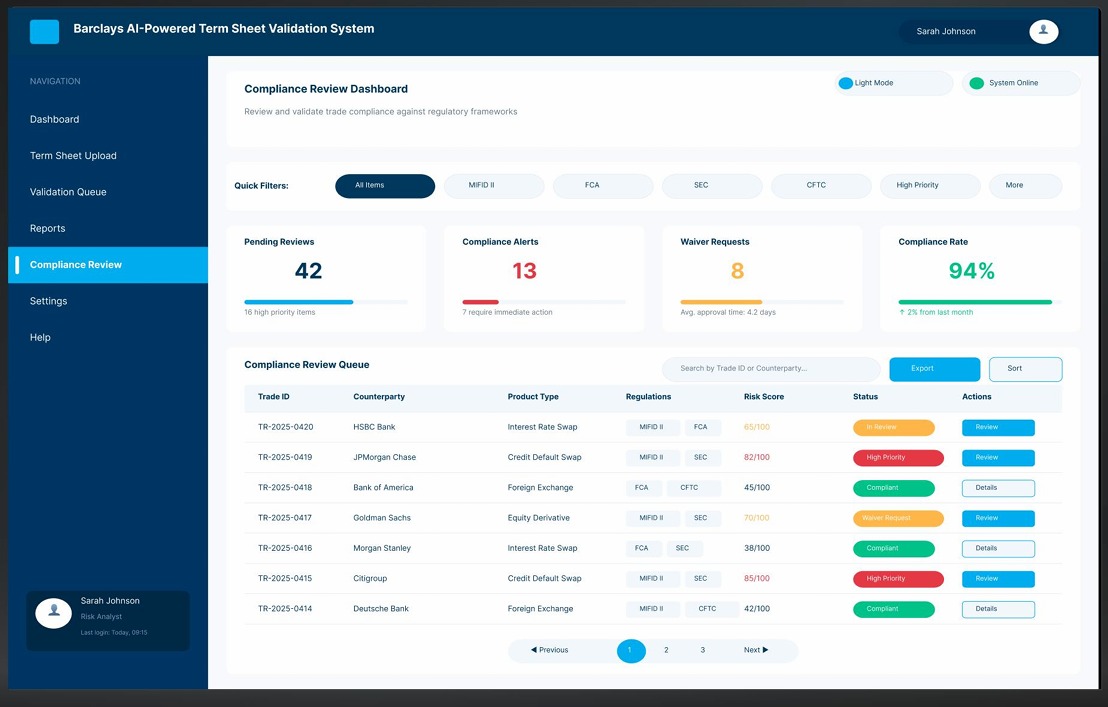 Barclays AI-Powered Term Sheet Validation System
Sarah Johnson
NAVIGATION
Dashboard
Term Sheet Upload
Validation Queue
Reports
Compliance Review
Settings
Help
Sarah Johnson
Risk Analyst
Last login: Today, 09:15
Compliance Review Dashboard
Review and validate trade compliance against regulatory frameworks
Light Mode
System Online
Quick Filters: All Items MIFID II FCA SEC CFTC High Priority More
Pending Reviews
42
16 high priority items
Compliance Alerts
13
7 require immediate action
Waiver Requests
8
Avg. approval time: 4.2 days
Compliance Rate
94%
↑ 2% from last month
Compliance Review Queue
Search by Trade ID or Counterparty...
Export
Sort
Trade ID Counterparty Product Type Regulations Risk Score Status Actions
TR-2025-0420 HSBC Bank Interest Rate Swap MIFID II FCA 65/100 In Review Review
TR-2025-0419 JPMorgan Chase Credit Default Swap MIFID II SEC 82/100 High Priority Review
TR-2025-0418 Bank of America Foreign Exchange FCA CFTC 45/100 Compliant Details
TR-2025-0417 Goldman Sachs Equity Derivative MIFID II SEC 70/100 Waiver Request Review
TR-2025-0416 Morgan Stanley Interest Rate Swap FCA SEC 38/100 Compliant Details
TR-2025-0415 Citigroup Credit Default Swap MIFID II SEC 85/100 High Priority Review
TR-2025-0414 Deutsche Bank Foreign Exchange MIFID II CFTC 42/100 Compliant Details
◀ Previous 1 2 3 Next ▶